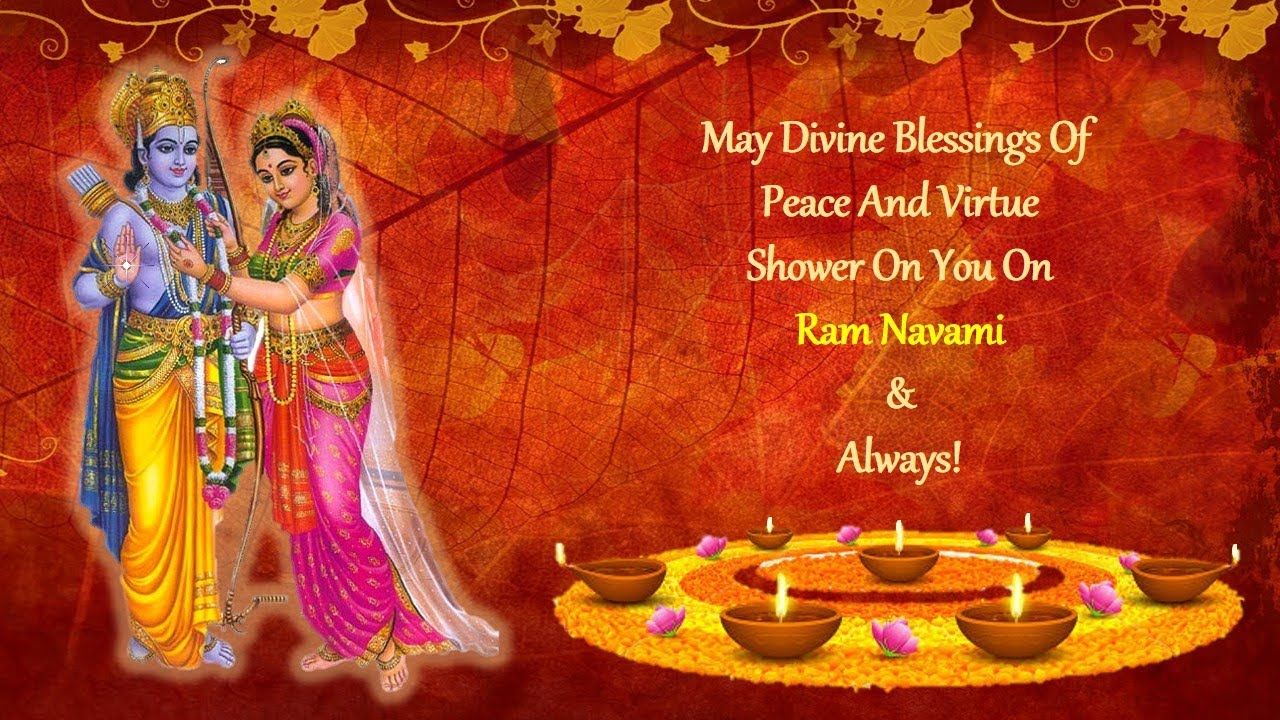 May Divine Blessings Of
Peace And Virtue
Shower On You On
Ram Navami
&
Always!